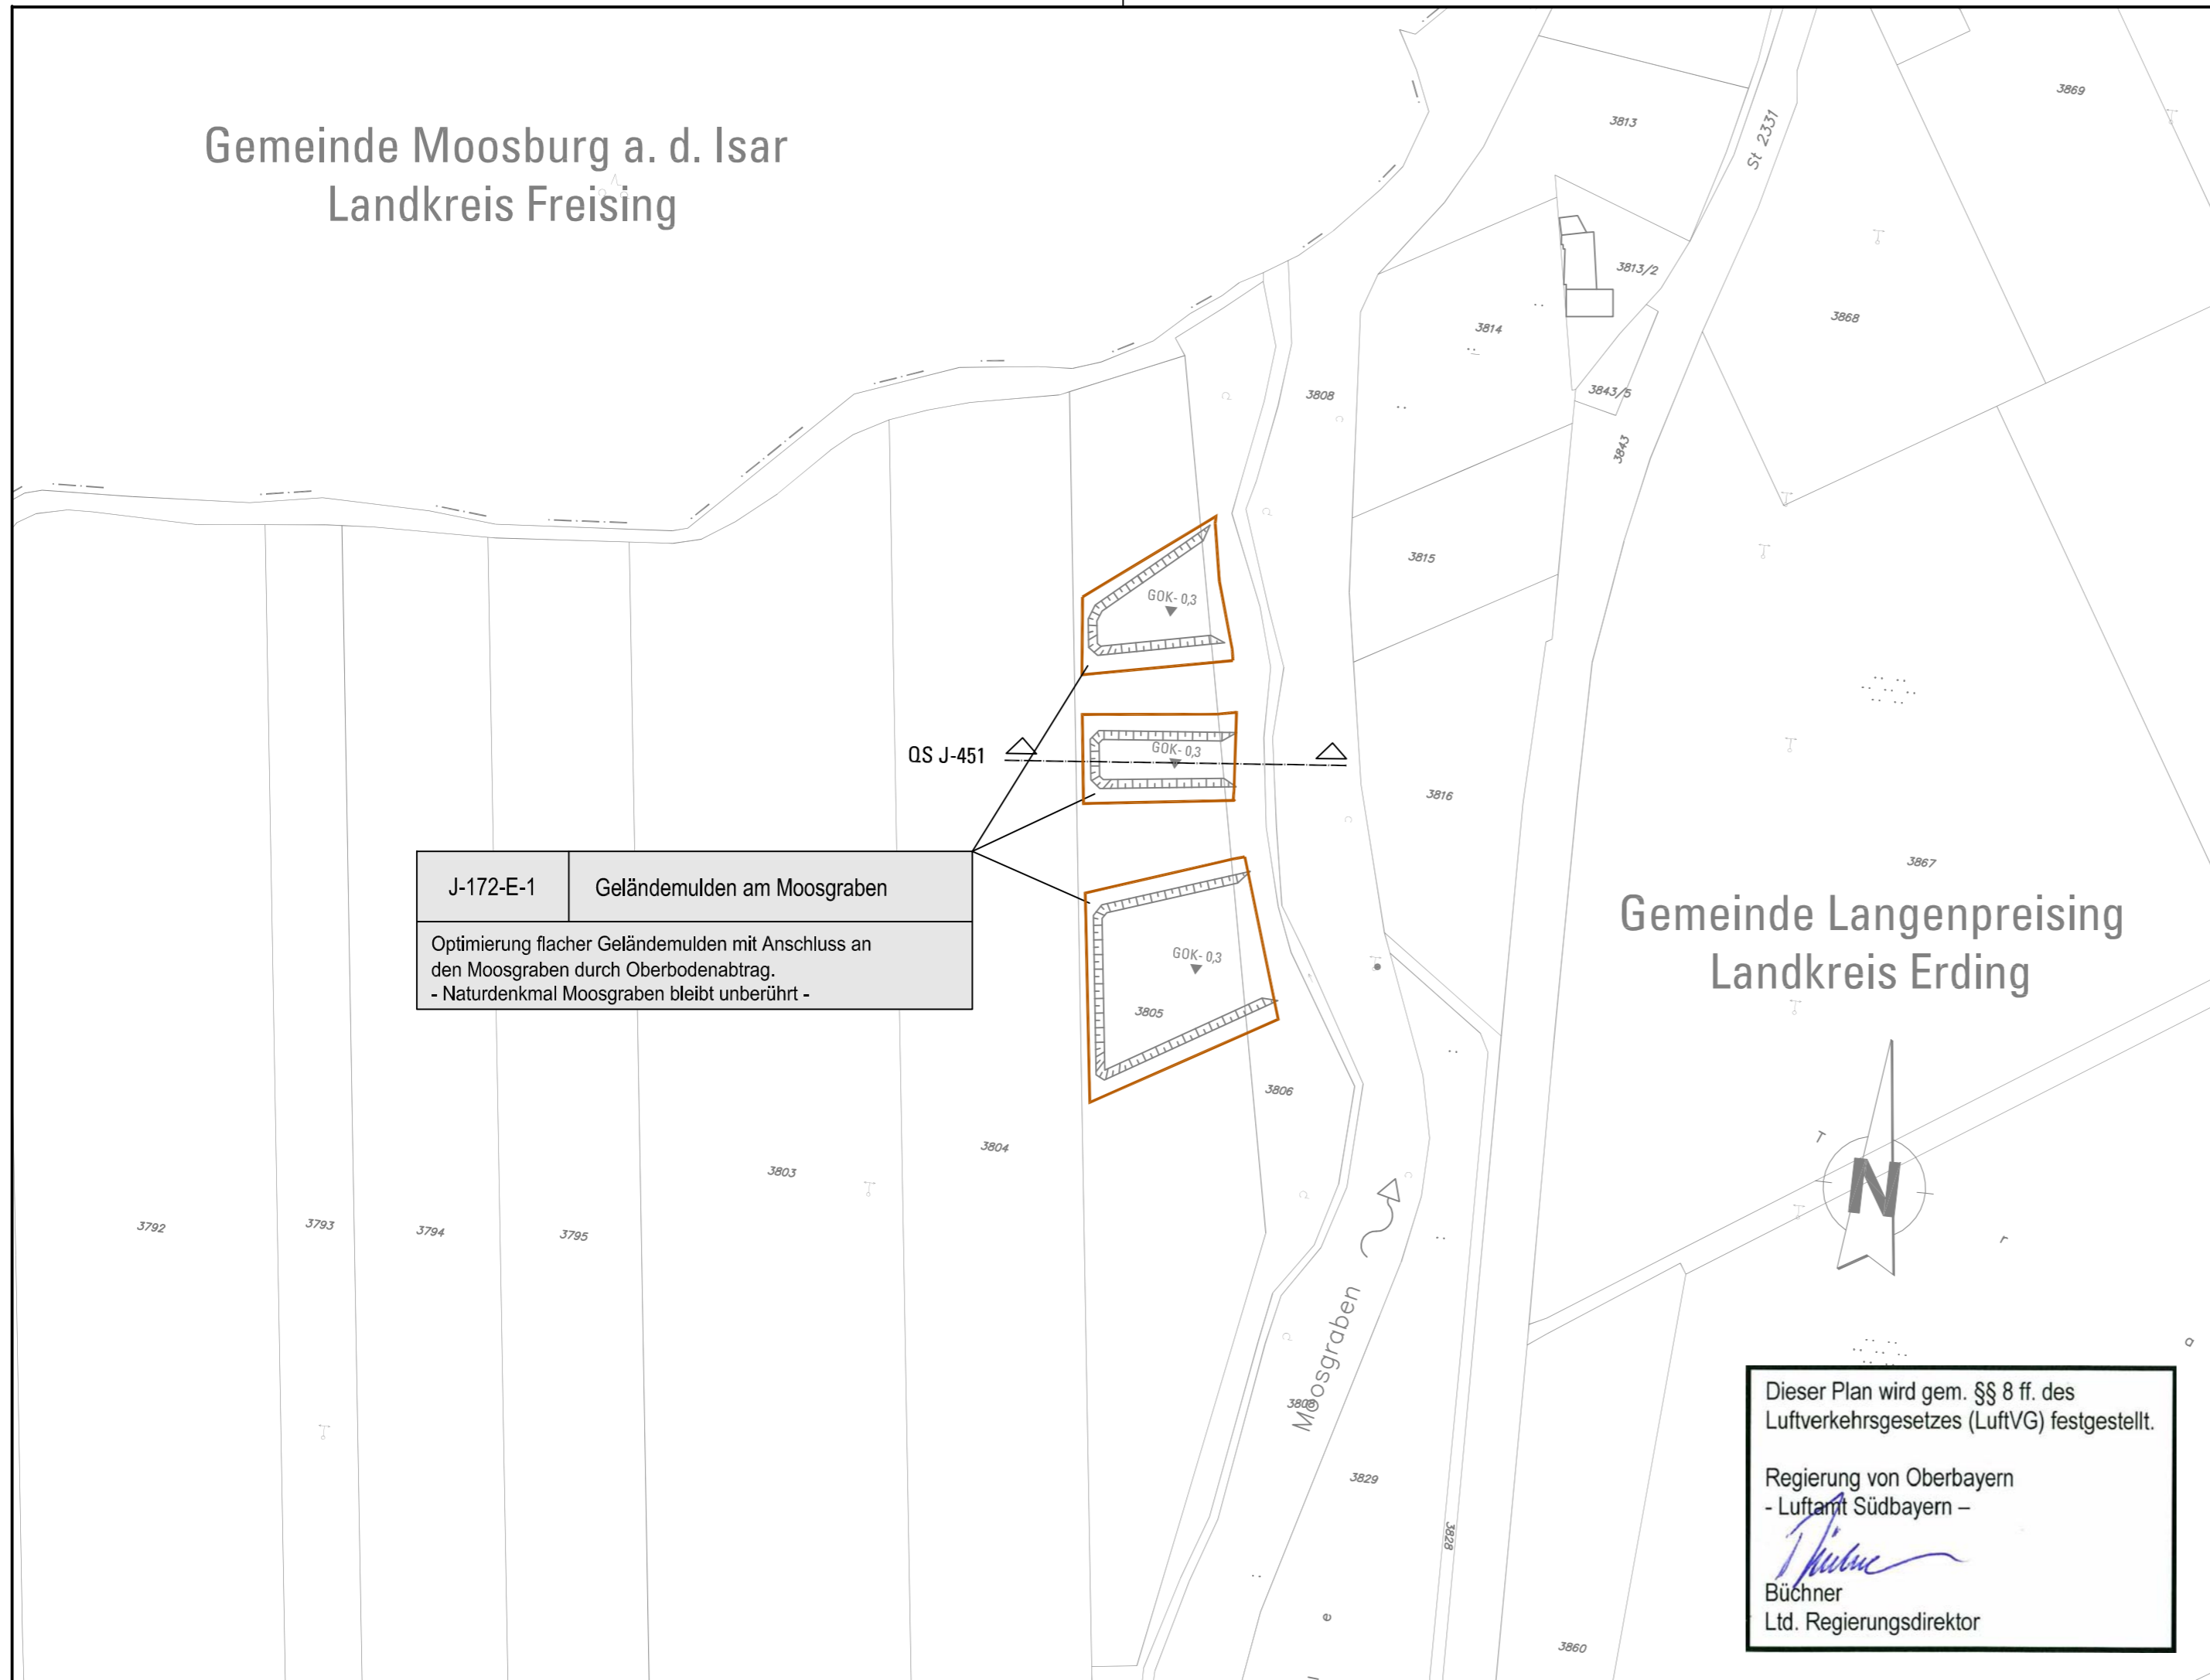 Gemeinde Moosburg a. d. Isar
Landkreis Freising
3869
3813
St 2331
3813/2
3868
3814
3843/5
3808
3843
3815
GOK- 0,3
QS J-451
GOK- 0,3
3816
3867
J-172-E-1
Geländemulden am Moosgraben
Optimierung flacher Geländemulden mit Anschluss an
den Moosgraben durch Oberbodenabtrag.
- Naturdenkmal Moosgraben bleibt unberührt -
Gemeinde Langenpreising
Landkreis Erding
GOK- 0,3
3805
3806
3804
3803
3792
3793
3794
3795
T
N
r
a
Moosgraben
3808
3829
3828
e
l
3860
Dieser Plan wird gem. §§ 8 ff. des
Luftverkehrsgesetzes (LuftVG) festgestellt.
Regierung von Oberbayern
- Luftamt Südbayern –
Büchner
Ltd. Regierungsdirektor